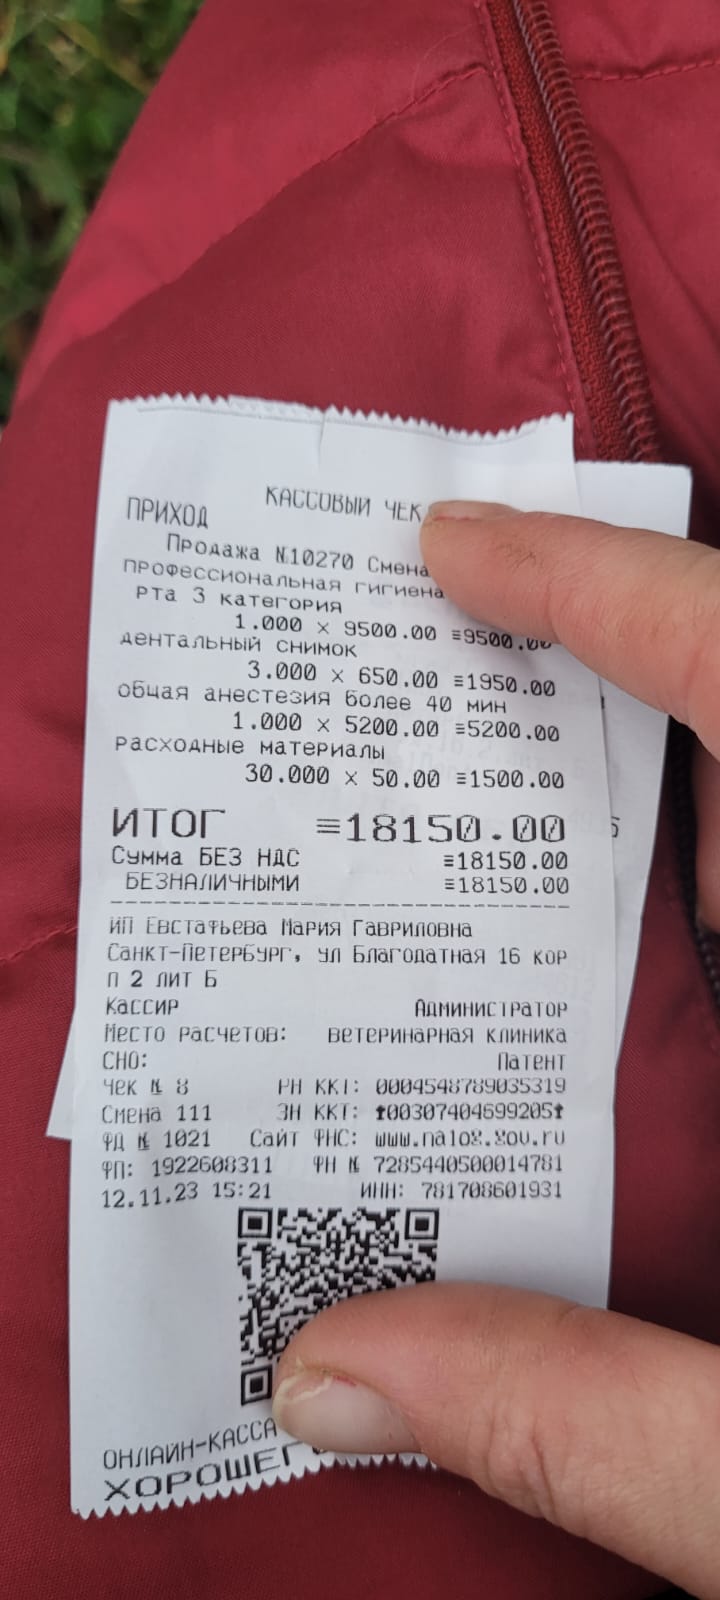 КАССОВЫЙ ЧЕК
ПРИХОД
Продажа №10270 Смена
профессиональная гигиена
рта 3 категория
1.000 × 9500.00 ≡9500.00
дентальный снимок
3.000 × 650.00 ≡1950.00
общая анестезия более 40 мин
1.000 × 5200.00 ≡5200.00
расходные материалы
30.000 × 50.00 ≡1500.00
ИТОГ ≡18150.00
Сумма БЕЗ НДС ≡18150.00
БЕЗНАЛИЧНЫМИ ≡18150.00
ИП Евстафьева Мария Гавриловна
Санкт-Петербург, ул Благодатная 16 кор
п 2 лит Б
Кассир Администратор
Место расчетов: ветеринарная клиника
СНО: Патент
Чек № 8 РН ККТ: 0004548789035319
Смена 111 ЗН ККТ: ↑00307404699205↑
ФД № 1021 Сайт ФНС: www.nalog.gov.ru
ФП: 1922608311 ФН № 7285440500014781
12.11.23 15:21 ИНН: 781708601931
ОНЛАЙН-КАССА
ХОРОШЕГ